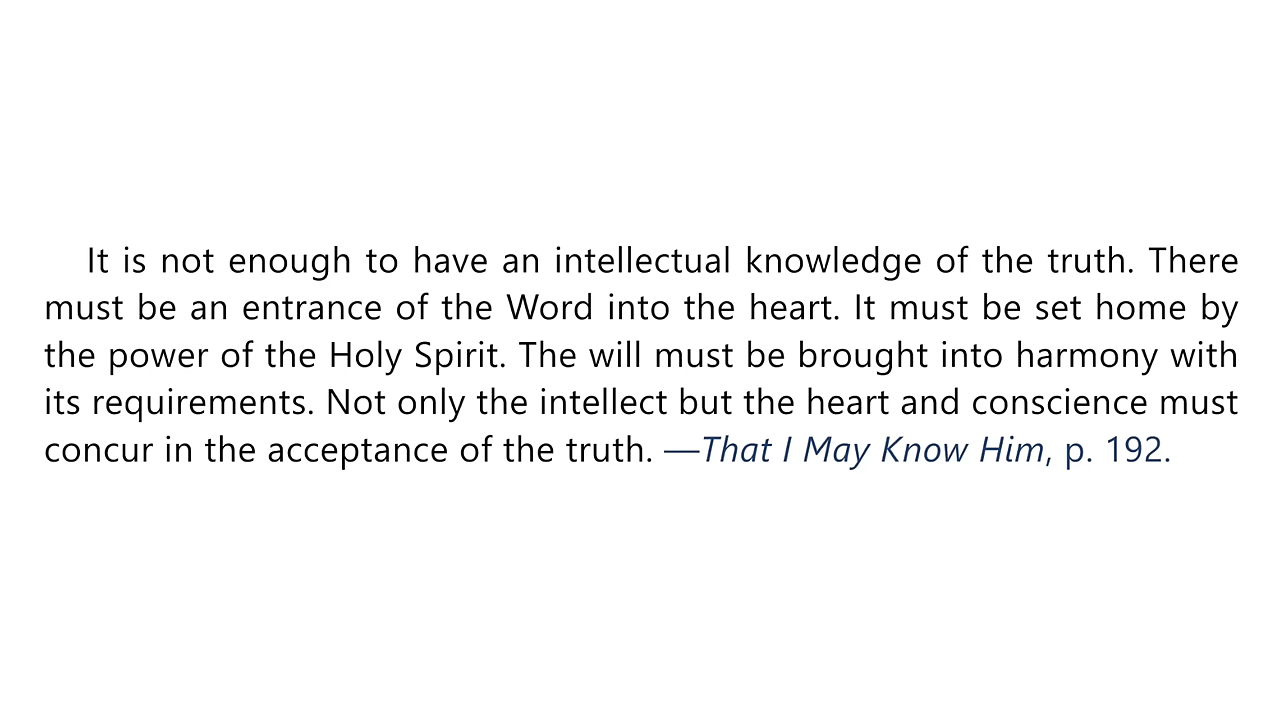 It is not enough to have an intellectual knowledge of the truth. There
must be an entrance of the Word into the heart. It must be set home by
the power of the Holy Spirit. The will must be brought into harmony with
its requirements. Not only the intellect but the heart and conscience must
concur in the acceptance of the truth. —That I May Know Him, p. 192.